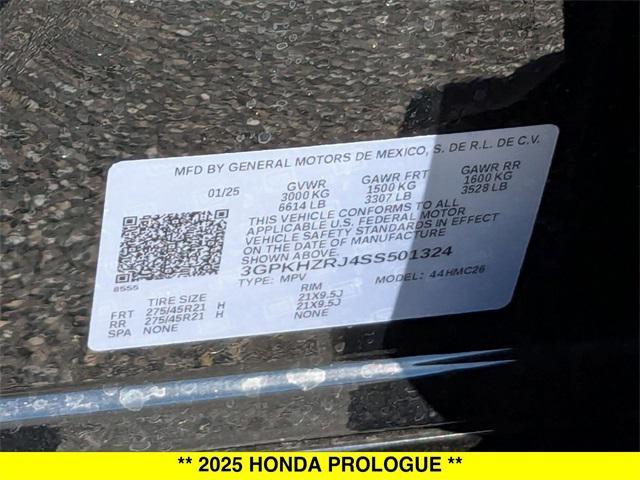 MFD BY GENERAL MOTORS DE MEXICO, S. DE R.L. DE C.V.
01/25 GVWR GAWR FRT GAWR RR
3000 KG 1500 KG 1600 KG
6614 LB 3307 LB 3528 LB
THIS VEHICLE CONFORMS TO ALL
APPLICABLE U.S. FEDERAL MOTOR
VEHICLE SAFETY STANDARDS IN EFFECT
ON THE DATE OF MANUFACTURE
SHOWN ABOVE.
3GPKHZRJ4SS501324
TYPE: MPV MODEL: 44HMC26
8555
TIRE SIZE RIM
FRT 275/45R21 H 21X9.5J
RR 275/45R21 H 21X9.5J
SPA NONE NONE
** 2025 HONDA PROLOGUE **